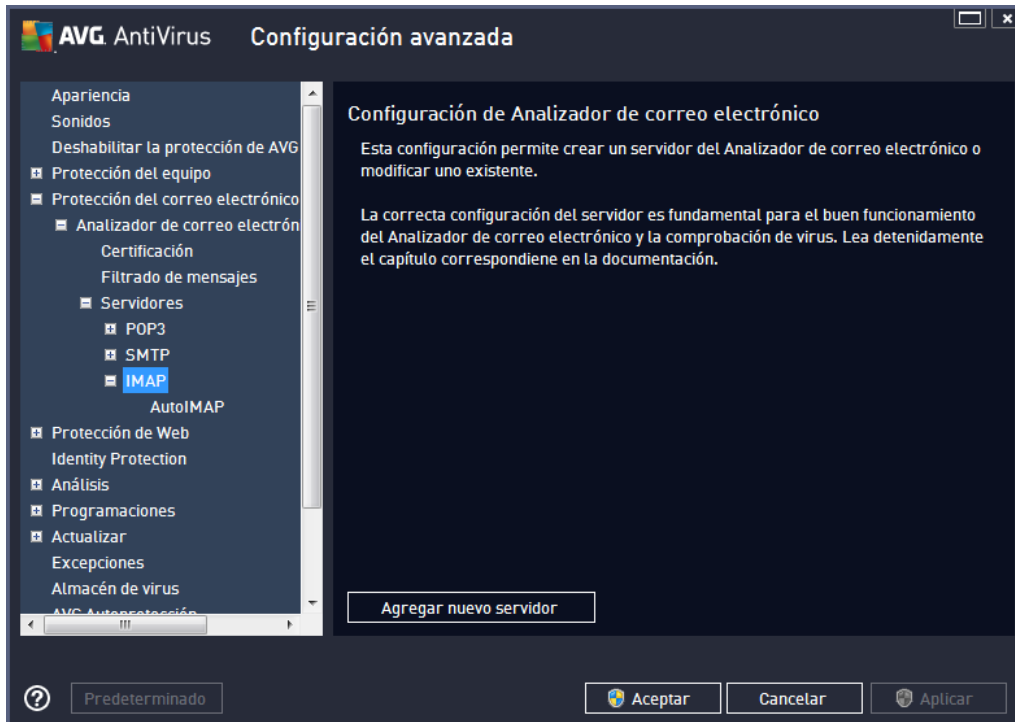 AVG. AntiVirus Configuración avanzada
Apariencia
Sonidos
Deshabilitar la protección de AVG
Protección del equipo
Protección del correo electrónico
Analizador de correo electrón
Certificación
Filtrado de mensajes
Servidores
POP3
SMTP
IMAP
AutoIMAP
Protección de Web
Identity Protection
Análisis
Programaciones
Actualizar
Excepciones
Almacén de virus
AVG Autoprotección
Configuración de Analizador de correo electrónico
Esta configuración permite crear un servidor del Analizador de correo electrónico o
modificar uno existente.
La correcta configuración del servidor es fundamental para el buen funcionamiento
del Analizador de correo electrónico y la comprobación de virus. Lea detenidamente
el capítulo correspondiene en la documentación.
Agregar nuevo servidor
Predeterminado
Aceptar
Cancelar
Aplicar